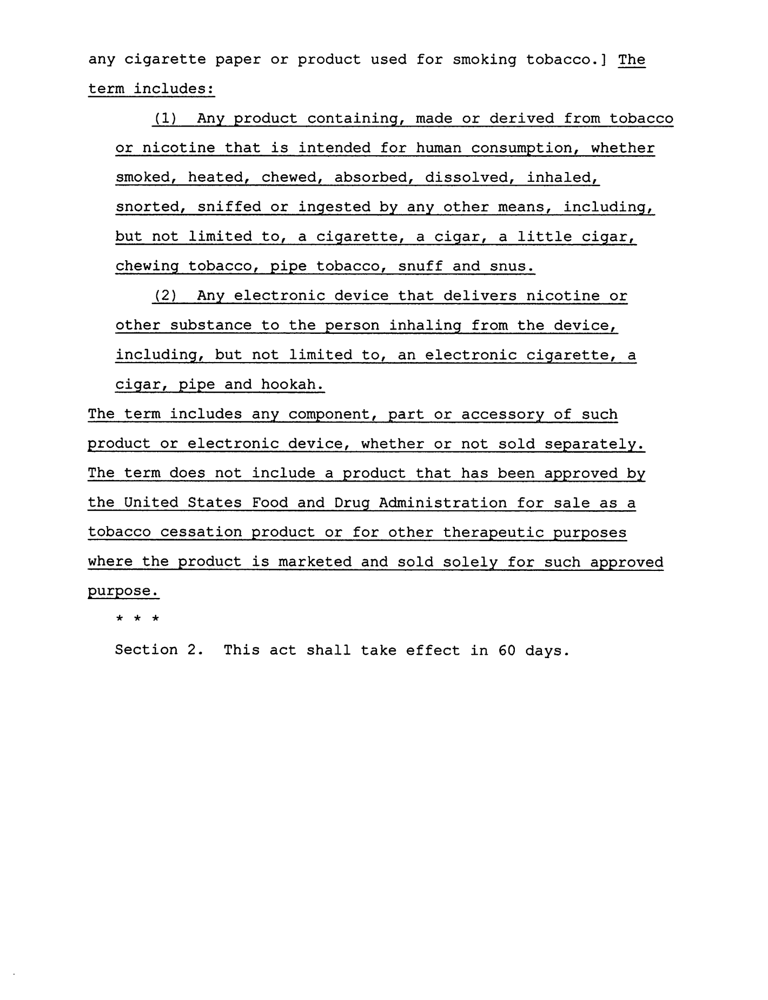 any cigarette paper or product used for smoking tobacco.] The
term includes:
(1) Any product containing, made or derived from tobacco
or nicotine that is intended for human consumption, whether
smoked, heated, chewed, absorbed, dissolved, inhaled,
snorted, sniffed or ingested by any other means, including,
but not limited to, a cigarette, a cigar, a little cigar,
chewing tobacco, pipe tobacco, snuff and snus.
(2) Any electronic device that delivers nicotine or
other substance to the person inhaling from the device,
including, but not limited to, an electronic cigarette, a
cigar, pipe and hookah.
The term includes any component, part or accessory of such
product or electronic device, whether or not sold separately.
The term does not include a product that has been approved by
the United States Food and Drug Administration for sale as a
tobacco cessation product or for other therapeutic purposes
where the product is marketed and sold solely for such approved
purpose.
* * *
Section 2. This act shall take effect in 60 days.